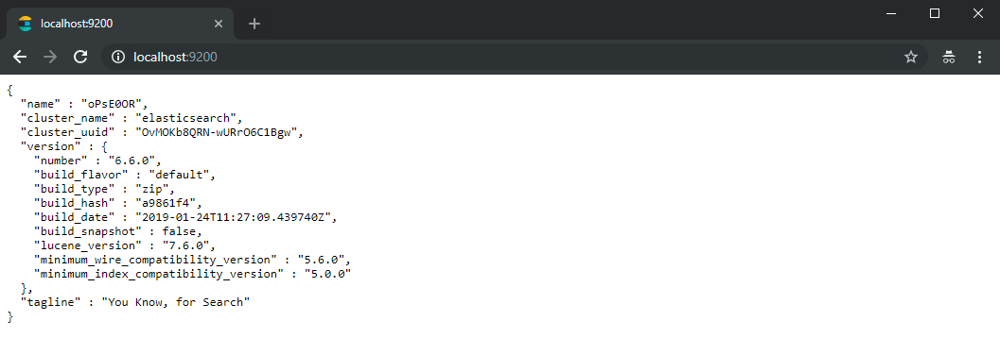 localhost:9200
localhost:9200
{
  "name" : "oPsE0OR",
  "cluster_name" : "elasticsearch",
  "cluster_uuid" : "OvMOKb8QRN-wURrO6C1Bgw",
  "version" : {
    "number" : "6.6.0",
    "build_flavor" : "default",
    "build_type" : "zip",
    "build_hash" : "a9861f4",
    "build_date" : "2019-01-24T11:27:09.439740Z",
    "build_snapshot" : false,
    "lucene_version" : "7.6.0",
    "minimum_wire_compatibility_version" : "5.6.0",
    "minimum_index_compatibility_version" : "5.0.0"
  },
  "tagline" : "You Know, for Search"
}